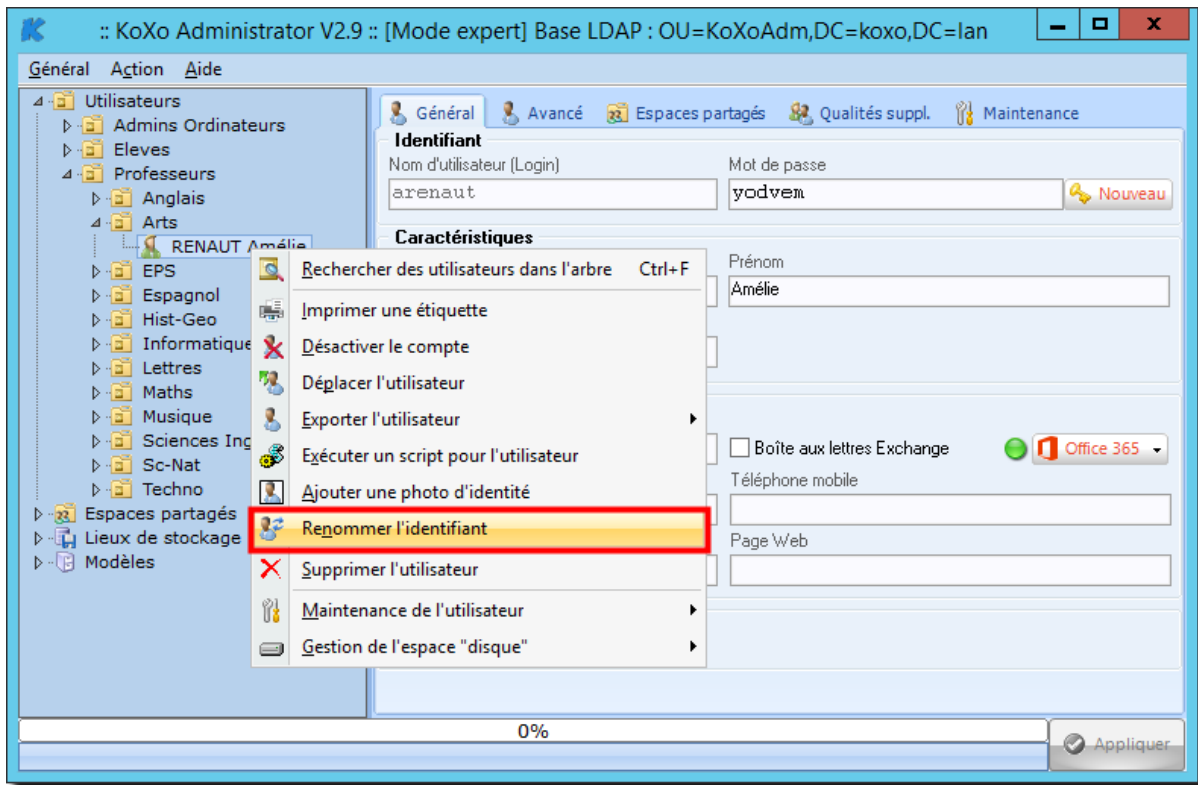 :: KoXo Administrator V2.9 :: [Mode expert] Base LDAP : OU=KoXoAdm,DC=koxo,DC=lan
Général Action Aide
Utilisateurs
Admins Ordinateurs
Eleves
Professeurs
Anglais
Arts
RENAUT Amélie
EPS
Espagnol
Hist-Geo
Informatique
Lettres
Maths
Musique
Sciences Ing
Sc-Nat
Techno
Espaces partagés
Lieux de stockage
Modèles
Général Avancé Espaces partagés Qualités suppl. Maintenance
Identifiant
Nom d'utilisateur (Login) Mot de passe
arenaut yodvem Nouveau
Caractéristiques
Prénom
Amélie
Boîte aux lettres Exchange Office 365
Téléphone mobile
Page Web
Rechercher des utilisateurs dans l'arbre Ctrl+F
Imprimer une étiquette
Désactiver le compte
Déplacer l'utilisateur
Exporter l'utilisateur
Exécuter un script pour l'utilisateur
Ajouter une photo d'identité
Renommer l'identifiant
Supprimer l'utilisateur
Maintenance de l'utilisateur
Gestion de l'espace "disque"
0%
Appliquer